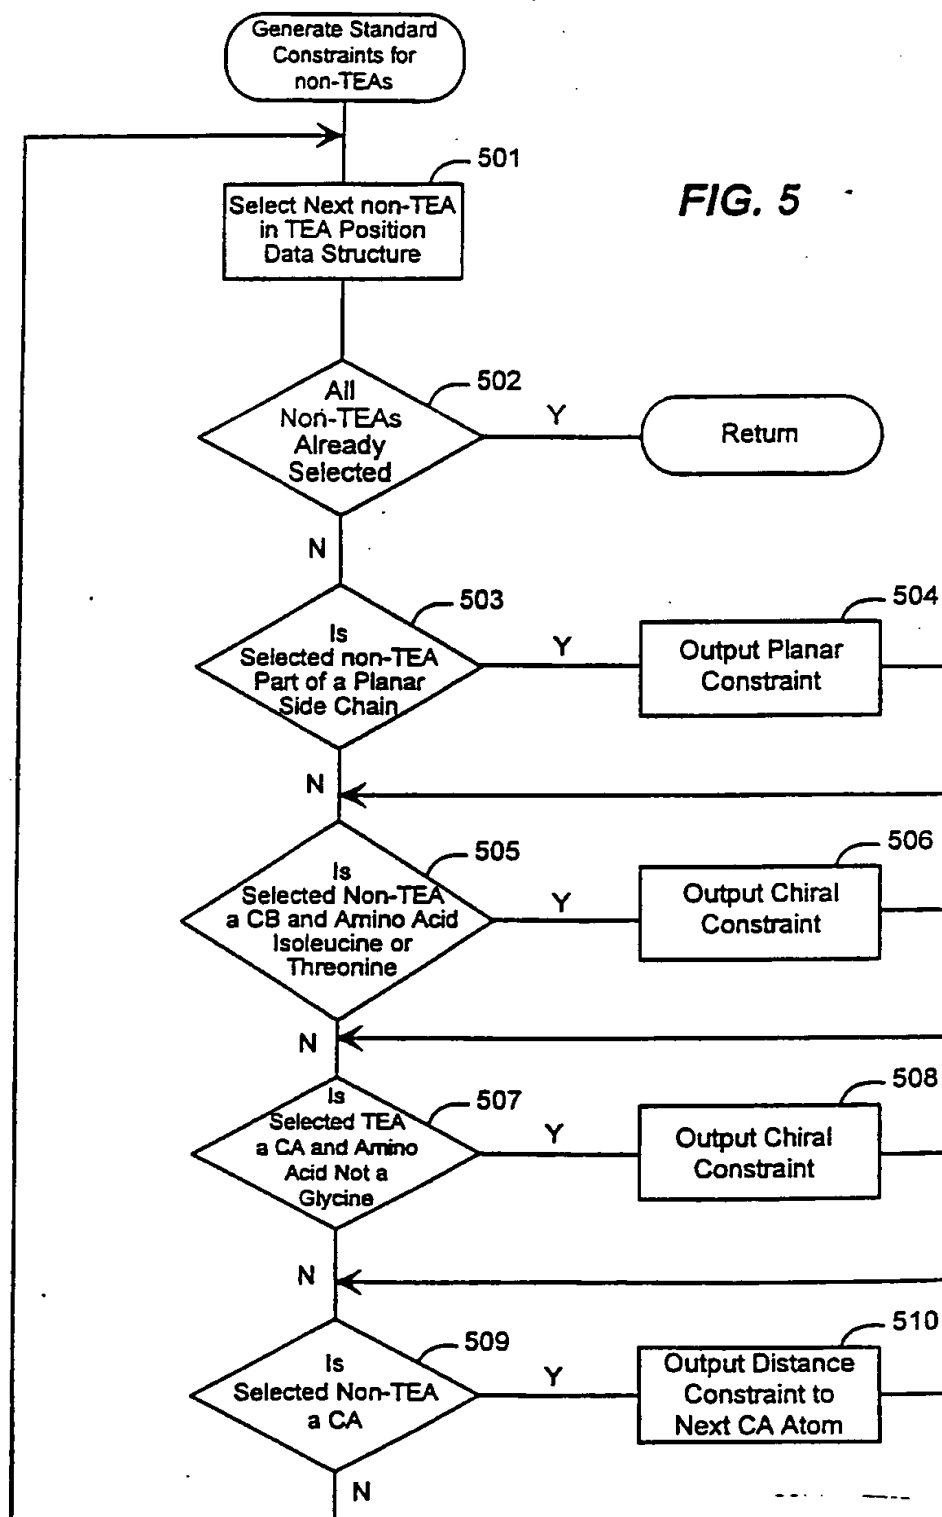 Generate Standard
Constraints for
non-TEAs
501
Select Next non-TEA
in TEA Position
Data Structure
FIG. 5
502
All
Non-TEAs
Already
Selected
Y
Return
N
503
Is
Selected non-TEA
Part of a Planar
Side Chain
Y
504
Output Planar
Constraint
N
505
Is
Selected Non-TEA
a CB and Amino Acid
Isoleucine or
Threonine
Y
506
Output Chiral
Constraint
N
507
Is
Selected TEA
a CA and Amino
Acid Not a
Glycine
Y
508
Output Chiral
Constraint
N
509
Is
Selected Non-TEA
a CA
Y
510
Output Distance
Constraint to
Next CA Atom
N